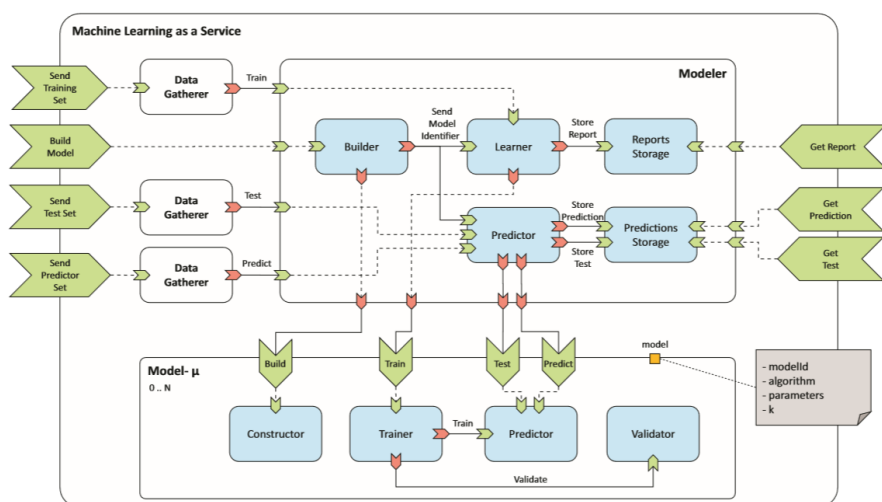 Machine Learning as a Service
Send
Training
Set
Data
Gatherer
Train
Modeler
Build
Model
Builder
Send
Model
Identifier
Learner
Store
Report
Reports
Storage
Get Report
Send
Test Set
Data
Gatherer
Test
Predictor
Store
Prediction
Store
Test
Predictions
Storage
Get
Prediction
Get
Test
Send
Predictor
Set
Data
Gatherer
Predict
Model- μ
0 .. N
Build
Train
Test
Predict
model
- modelId
- algorithm
- parameters
- k
Constructor
Trainer
Train
Predictor
Validator
Validate